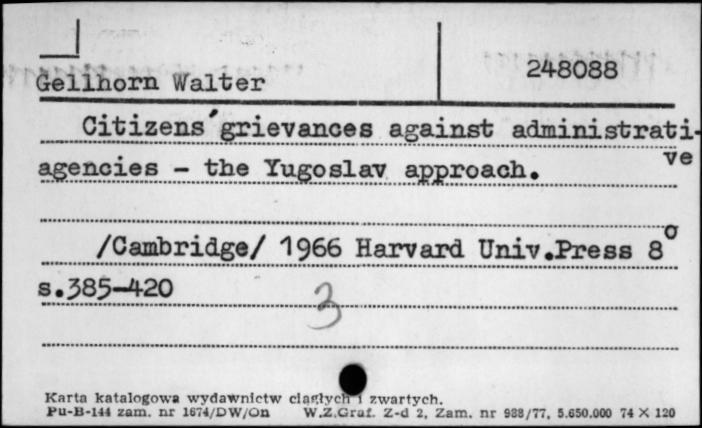 Gellhorn Walter 248088
Citizens'grievances against administrati-
ve
agencies - the Yugoslav approach.
/Cambridge/ 1966 Harvard Univ.Press 8°
s.385-420
3
Karta katalogowa wydawnictw ciągłych i zwartych.
Pu-B-144 zam. nr 1674/DW/On W.Z.Graf. Z-d 2, Zam. nr 988/77, 5.650.000 74 X 120